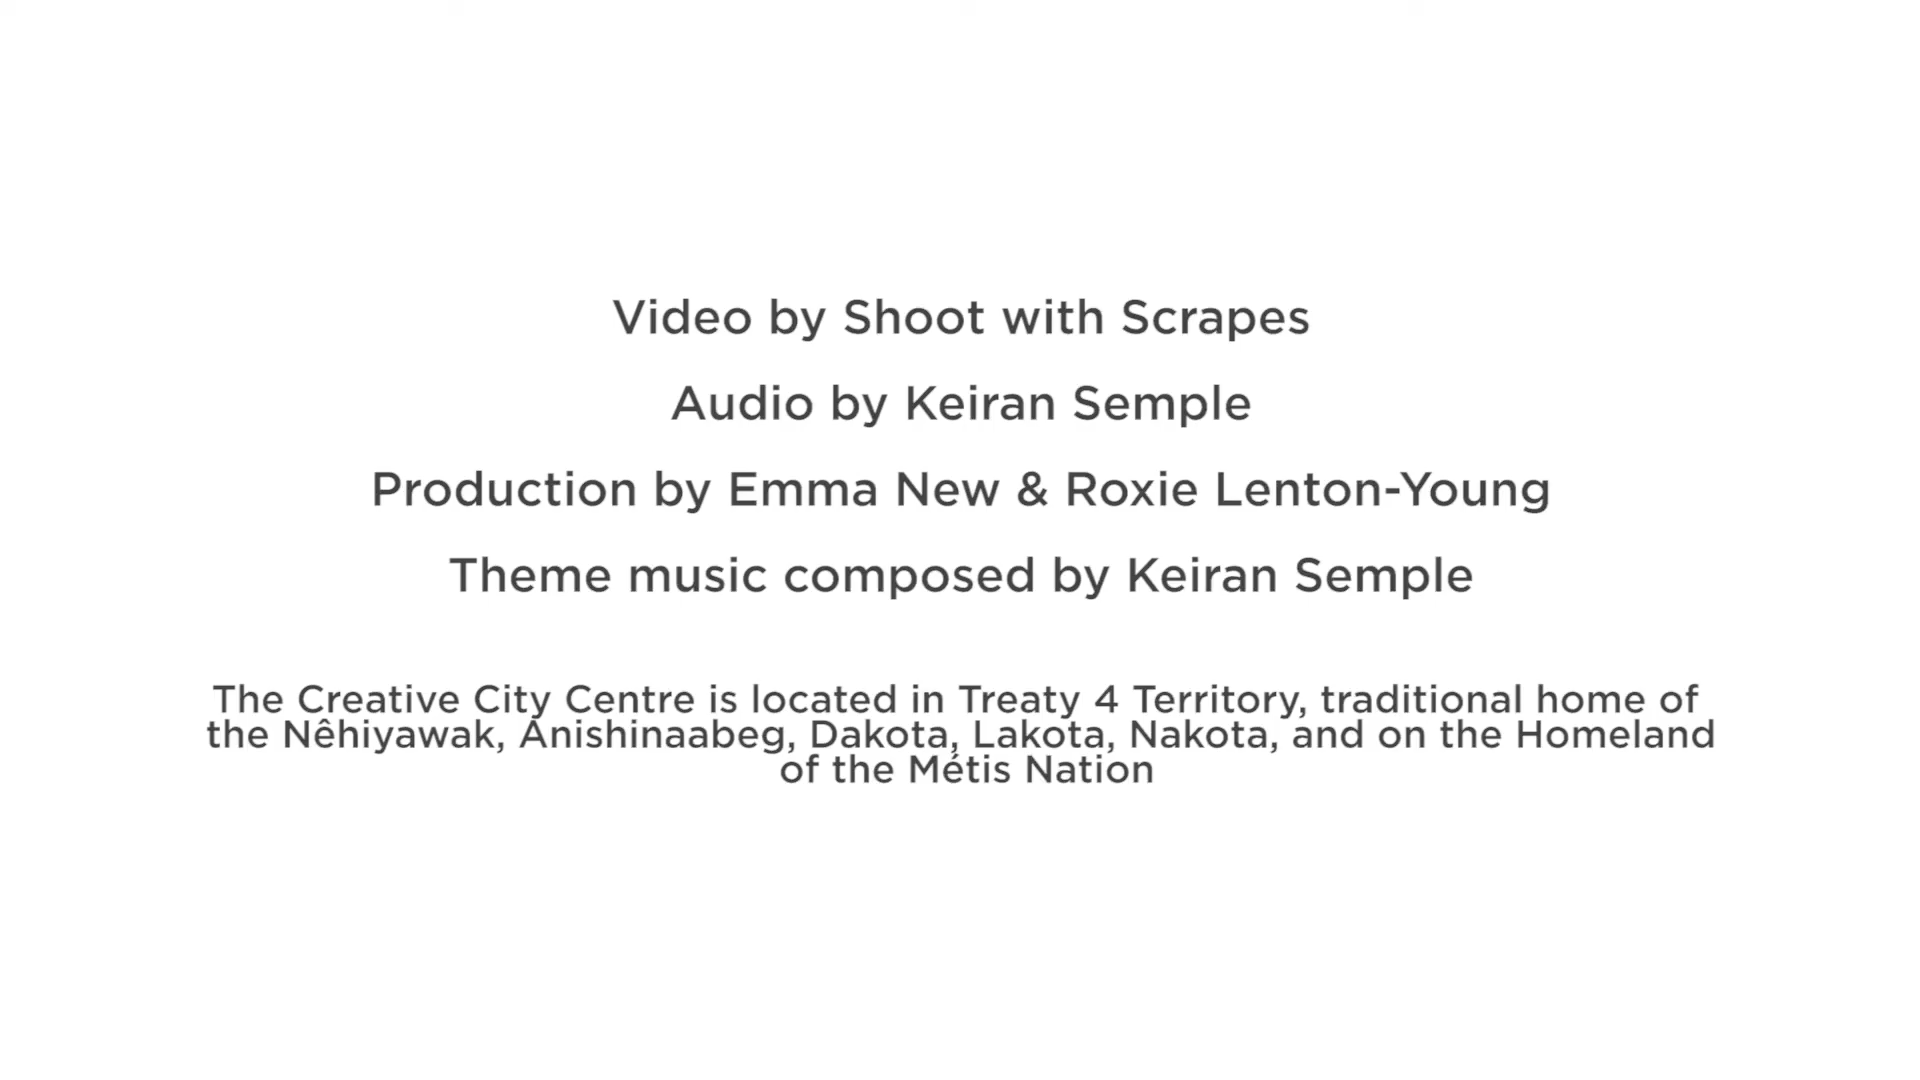 Video by Shoot with Scrapes
Audio by Keiran Semple
Production by Emma New & Roxie Lenton-Young
Theme music composed by Keiran Semple
The Creative City Centre is located in Treaty 4 Territory, traditional home of
the Nêhiyawak, Anishinaabeg, Dakota, Lakota, Nakota, and on the Homeland
of the Métis Nation